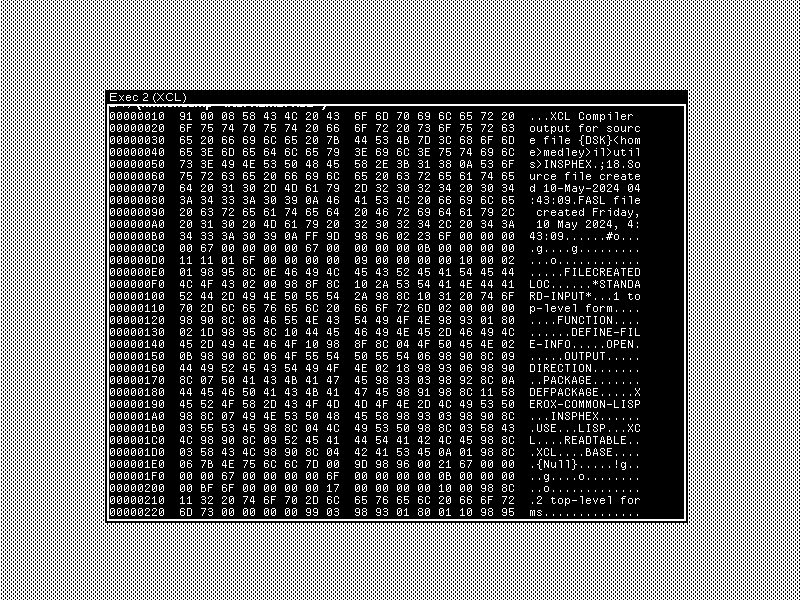 00000010 91 00 08 58 43 4C 20 43 6F 6D 70 69 6C 65 72 20 ...XCL Compiler
00000020 6F 75 74 70 75 74 20 66 6F 72 20 73 6F 75 72 63 output for sourc
00000030 65 20 66 69 6C 65 20 7B 44 53 4B 7D 3C 68 6F 6D e file {DSK}<hom
00000040 65 3E 6D 65 64 6C 65 79 3E 69 6C 3E 75 74 69 6C e>medley>il>util
00000050 73 3E 49 4E 53 50 48 45 58 2E 3B 31 38 0A 53 6F s>INSPHEX.;18.So
00000060 75 72 63 65 20 66 69 6C 65 20 63 72 65 61 74 65 urce file create
00000070 64 20 31 30 2D 4D 61 79 2D 32 30 32 34 20 30 34 d 10-May-2024 04
00000080 3A 34 33 3A 30 39 0A 46 41 53 4C 20 66 69 6C 65 :43:09.FASL file
00000090 20 63 72 65 61 74 65 64 20 46 72 69 64 61 79 2C created Friday,
000000A0 20 31 30 20 4D 61 79 20 32 30 32 34 2C 20 34 3A 10 May 2024, 4:
000000B0 34 33 3A 30 39 0A FF 9D 98 96 02 23 6F 00 00 00 43:09......#o...
000000C0 00 67 00 00 00 00 67 00 00 00 00 0B 00 00 00 00 .g....g.........
000000D0 11 11 01 6F 00 00 00 00 09 00 00 00 00 10 00 02 ...o............
000000E0 01 98 95 8C 0E 46 49 4C 45 43 52 45 41 54 45 44 .....FILECREATED
000000F0 4C 4F 43 02 00 98 8F 8C 10 2A 53 54 41 4E 44 41 LOC......*STANDA
00000100 52 44 2D 49 4E 50 55 54 2A 98 8C 10 31 20 74 6F RD-INPUT*...1 to
00000110 70 2D 6C 65 76 65 6C 20 66 6F 72 6D 02 00 00 00 p-level form....
00000120 98 90 8C 08 46 55 4E 43 54 49 4F 4E 98 93 01 80 ....FUNCTION....
00000130 02 1D 98 95 8C 10 44 45 46 49 4E 45 2D 46 49 4C ......DEFINE-FIL
00000140 45 2D 49 4E 46 4F 10 98 8F 8C 04 4F 50 45 4E 02 E-INFO.....OPEN.
00000150 0B 98 90 8C 06 4F 55 54 50 55 54 06 98 90 8C 09 .....OUTPUT.....
00000160 44 49 52 45 43 54 49 4F 4E 02 18 98 93 06 98 90 DIRECTION.......
00000170 8C 07 50 41 43 4B 41 47 45 98 93 03 98 92 8C 0A ..PACKAGE.......
00000180 44 45 46 50 41 43 4B 41 47 45 98 91 98 8C 11 58 DEFPACKAGE.....X
00000190 45 52 4F 58 2D 43 4F 4D 4D 4F 4E 2D 4C 49 53 50 EROX-COMMON-LISP
000001A0 98 8C 07 49 4E 53 50 48 45 58 98 93 03 98 90 8C ...INSPHEX......
000001B0 03 55 53 45 98 8C 04 4C 49 53 50 98 8C 03 58 43 .USE...LISP...XC
000001C0 4C 98 90 8C 09 52 45 41 44 54 41 42 4C 45 98 8C L....READTABLE..
000001D0 03 58 43 4C 98 90 8C 04 42 41 53 45 0A 01 98 8C .XCL....BASE....
000001E0 06 7B 4E 75 6C 6C 7D 00 9D 98 96 00 21 67 00 00 .{Null}.....!g..
000001F0 00 00 67 00 00 00 00 6F 00 00 00 00 0B 00 00 00 ..g....o........
00000200 00 BF 6F 00 00 00 00 17 00 00 00 00 10 00 98 8C ..o.............
00000210 11 32 20 74 6F 70 2D 6C 65 76 65 6C 20 66 6F 72 .2 top-level for
00000220 6D 73 00 00 00 00 99 03 98 93 01 80 01 10 98 95 ms..............
Exec 2 (XCL)